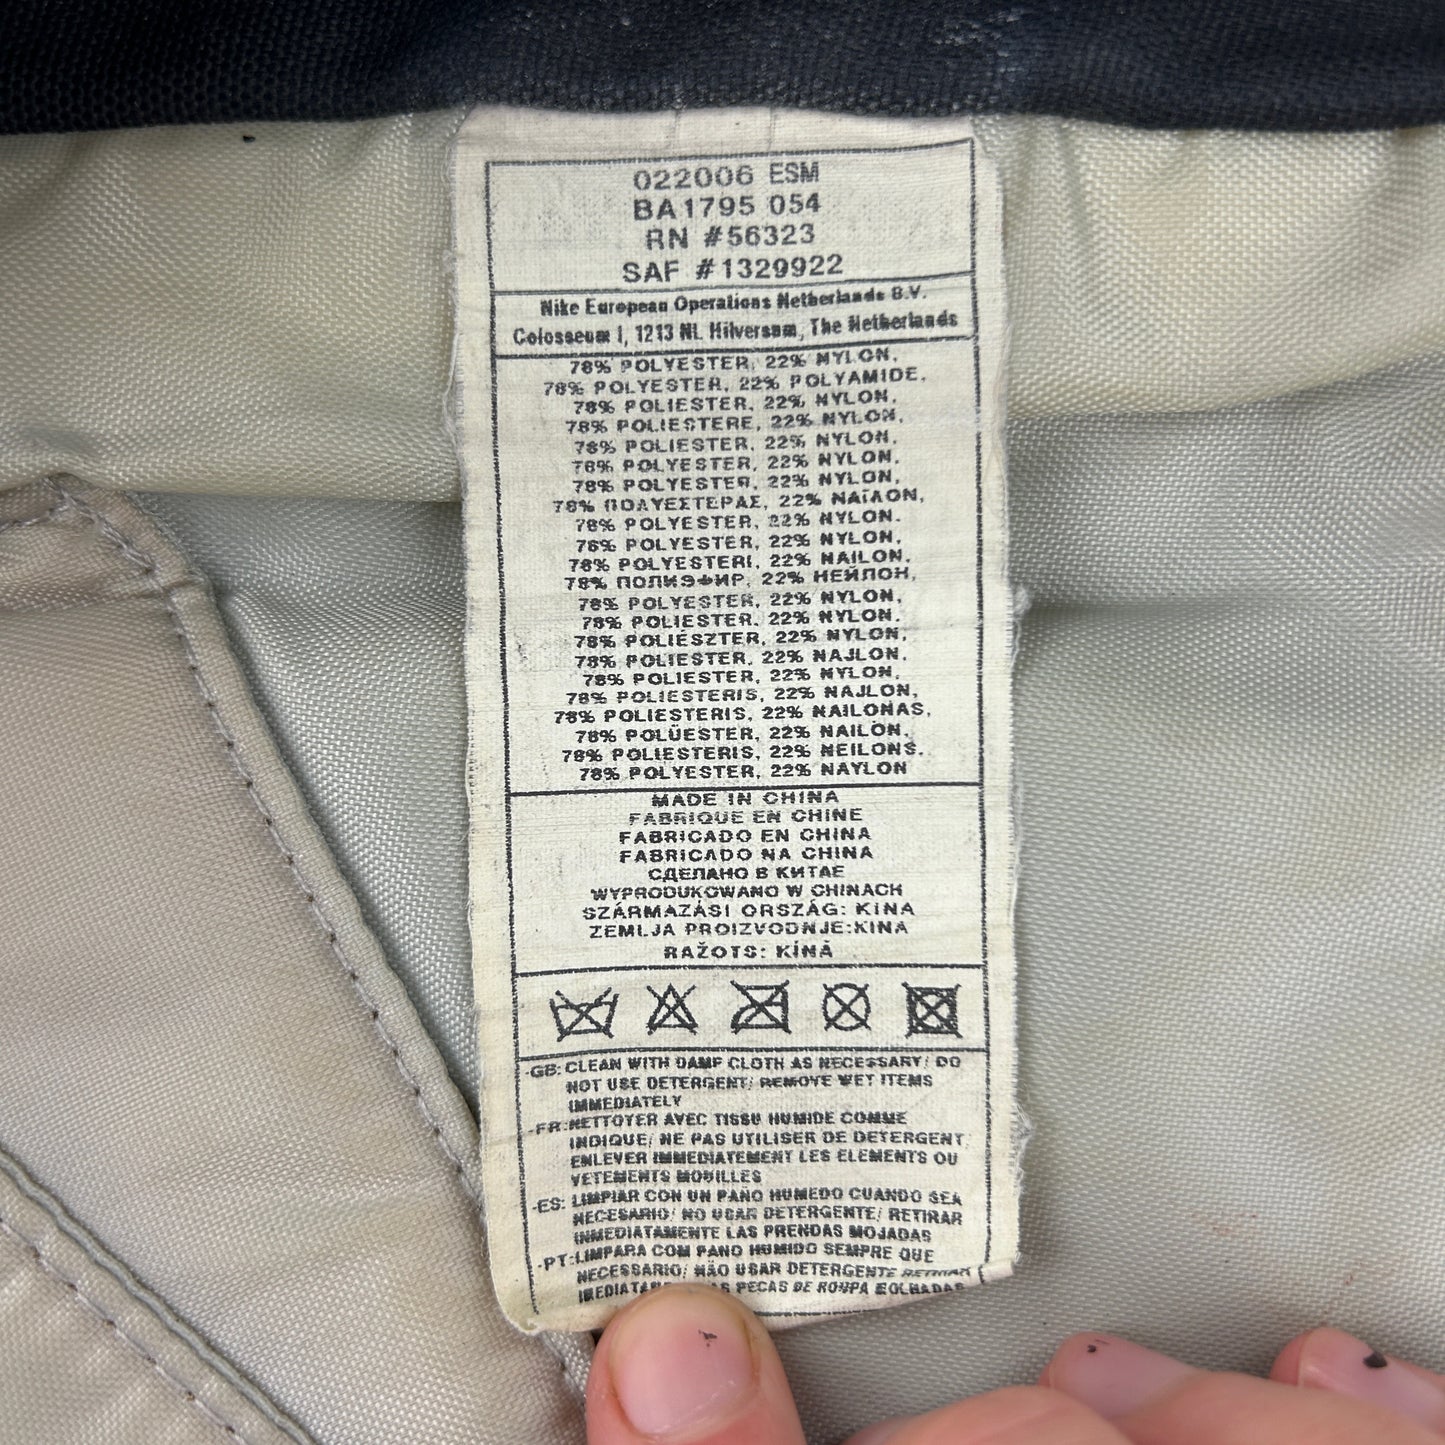 022006 ESM
BA1795 054
RN #56323
SAF #1329922
Nike European Operations Netherlands B.V.
Colosseum 1, 1213 NL Hilversum, The Netherlands
78% POLYESTER, 22% NYLON.
78% POLYESTER, 22% POLYAMIDE.
78% POLIESTER, 22% NYLON.
78% POLIESTERE, 22% NYLON.
78% POLIESTER, 22% NYLON.
78% POLYESTER, 22% NYLON.
78% POLYESTER, 22% NYLON.
78% ΠΟΛΥΕΣΤΕΡΑΣ, 22% ΝΑΪΛΟΝ,
78% POLYESTER, 22% NYLON.
78% POLYESTER, 22% NYLON,
78% POLYESTERI, 22% NAILON,
78% ПОЛИЭФИР, 22% НЕЙЛОН,
78% POLYESTER, 22% NYLON,
78% POLYESTER. 22% NYLON,
78% POLIÉSZTER, 22% NYLON,
78% POLIESTER, 22% NAJLON,
78% POLIESTER, 22% NYLON.
78% POLIESTERIS, 22% NAJLON,
78% POLIESTERIS, 22% NAILONAS,
78% POLÜESTER, 22% NAILON.
78% POLIESTERIS, 22% NEILONS.
78% POLYESTER, 22% NAYLON
MADE IN CHINA
FABRIQUE EN CHINE
FABRICADO EN CHINA
FABRICADO NA CHINA
СДЕЛАНО В КИТАЕ
WYPRODUKOWANO W CHINACH
SZÁRMAZÁSI ORSZÁG: KÍNA
ZEMLJA PROIZVODNJE:KINA
RAŽOTS: KĪNĀ
-GB: CLEAN WITH DAMP CLOTH AS NECESSARY/ DO
NOT USE DETERGENT/ REMOVE WET ITEMS
IMMEDIATELY
-FR:NETTOYER AVEC TISSU HUMIDE COMME
INDIQUE/ NE PAS UTILISER DE DETERGENT
ENLEVER IMMEDIATEMENT LES ELEMENTS OU
VETEMENTS MOUILLES
-ES: LIMPIAR CON UN PAÑO HUMEDO CUANDO SEA
NECESARIO/ NO USAR DETERGENTE/ RETIRAR
INMEDIATAMENTE LAS PRENDAS MOJADAS
-PT:LIMPARA COM PANO HUMIDO SEMPRE QUE
NECESSARIO/ NÃO USAR DETERGENTE RETIRAR
PECAS DE ROUPA MOLHADAS